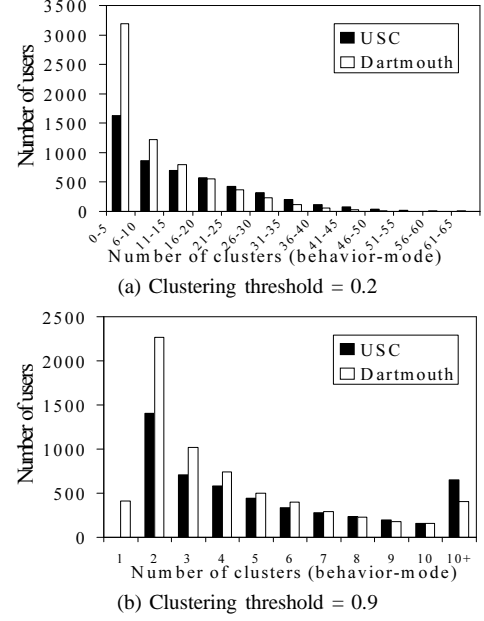 3500
3000
2500
2000
1500
1000
500
0
Number of users
USC
Dartmouth
0-5
6-10
11-15
16-20
21-25
26-30
31-35
36-40
41-45
46-50
51-55
56-60
61-65
Number of clusters (behavior-mode)
(a) Clustering threshold = 0.2
2500
2000
1500
1000
500
0
Number of users
USC
Dartmouth
1 2 3 4 5 6 7 8 9 10 10+
Number of clusters (behavior-mode)
(b) Clustering threshold = 0.9